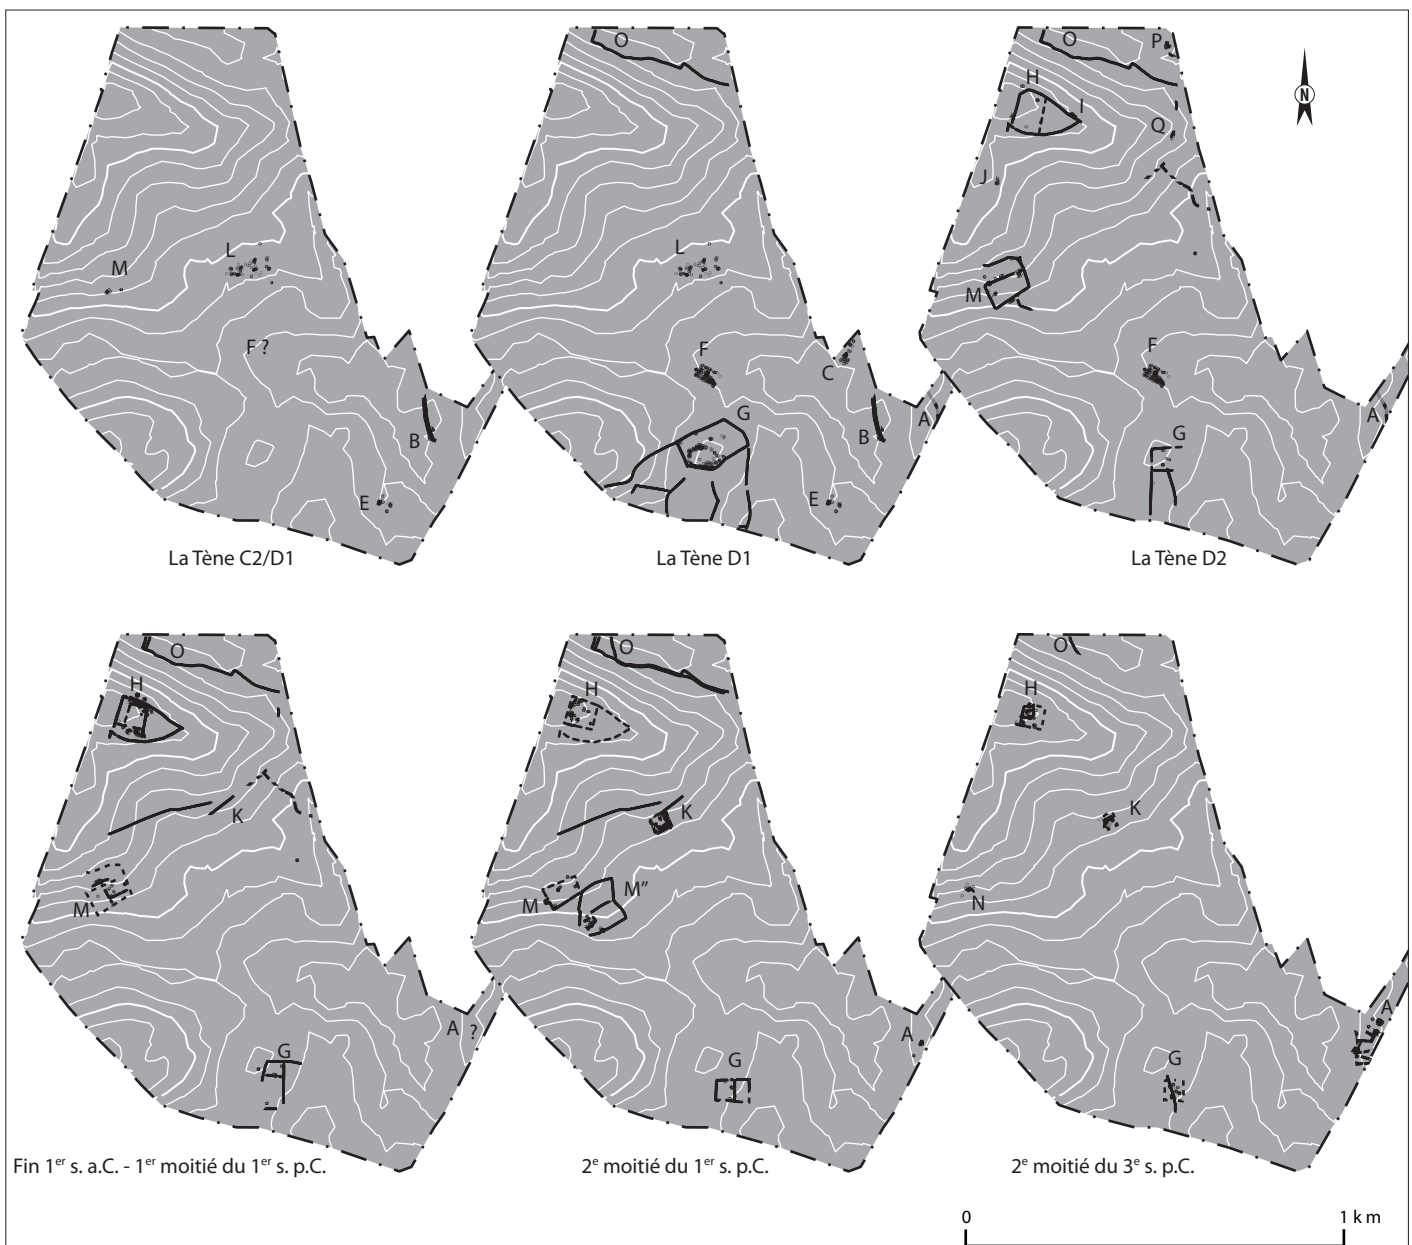 O
O
P
H
I
N
Q
J
L
L
M
M
F ?
F
F
C
G
B
B
A
A
G
E
E
La Tène C2/D1
La Tène D1
La Tène D2
O
O
O
H
H
H
K
K
K
M
M
M”
N
A
?
A
A
G
G
G
Fin 1er s. a.C. - 1er moitié du 1er s. p.C.
2e moitié du 1er s. p.C.
2e moitié du 3e s. p.C.
0
1 k m